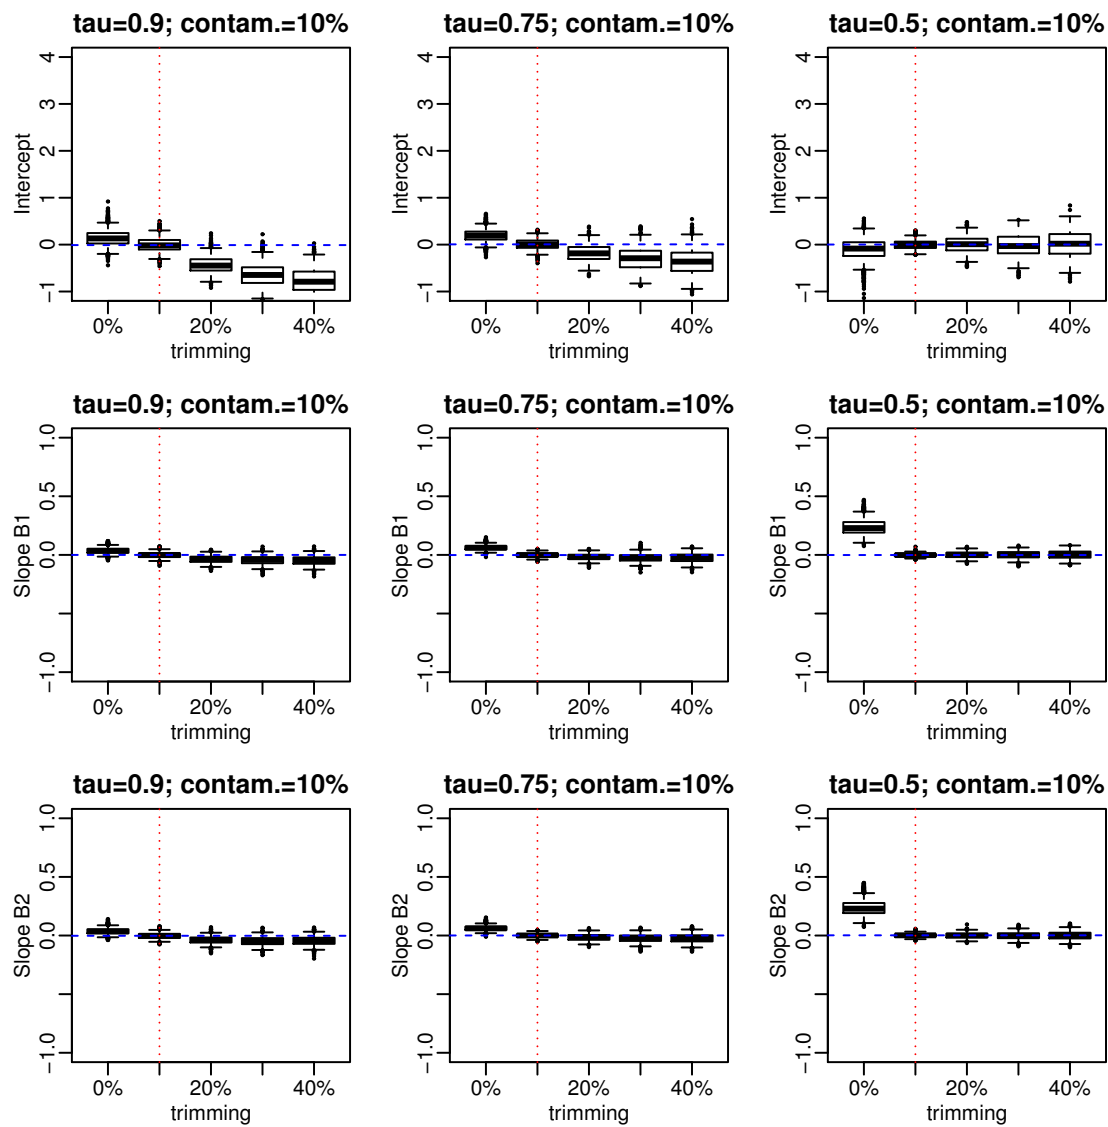 tau=0.9; contam.=10%
tau=0.75; contam.=10%
tau=0.5; contam.=10%
Intercept
4
3
2
1
0
−1
0%
20%
40%
trimming
Intercept
4
3
2
1
0
−1
0%
20%
40%
trimming
Intercept
4
3
2
1
0
−1
0%
20%
40%
trimming
tau=0.9; contam.=10%
tau=0.75; contam.=10%
tau=0.5; contam.=10%
Slope B1
1.0
0.5
0.0
−1.0
0%
20%
40%
trimming
Slope B1
1.0
0.5
0.0
−1.0
0%
20%
40%
trimming
Slope B1
1.0
0.5
0.0
−1.0
0%
20%
40%
trimming
tau=0.9; contam.=10%
tau=0.75; contam.=10%
tau=0.5; contam.=10%
Slope B2
1.0
0.5
0.0
−1.0
0%
20%
40%
trimming
Slope B2
1.0
0.5
0.0
−1.0
0%
20%
40%
trimming
Slope B2
1.0
0.5
0.0
−1.0
0%
20%
40%
trimming